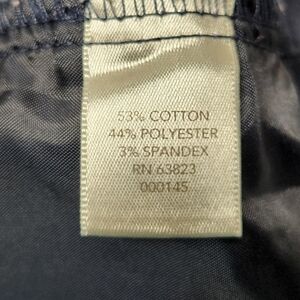 53% COTTON
44% POLYESTER
3% SPANDEX
RN 63823
000145